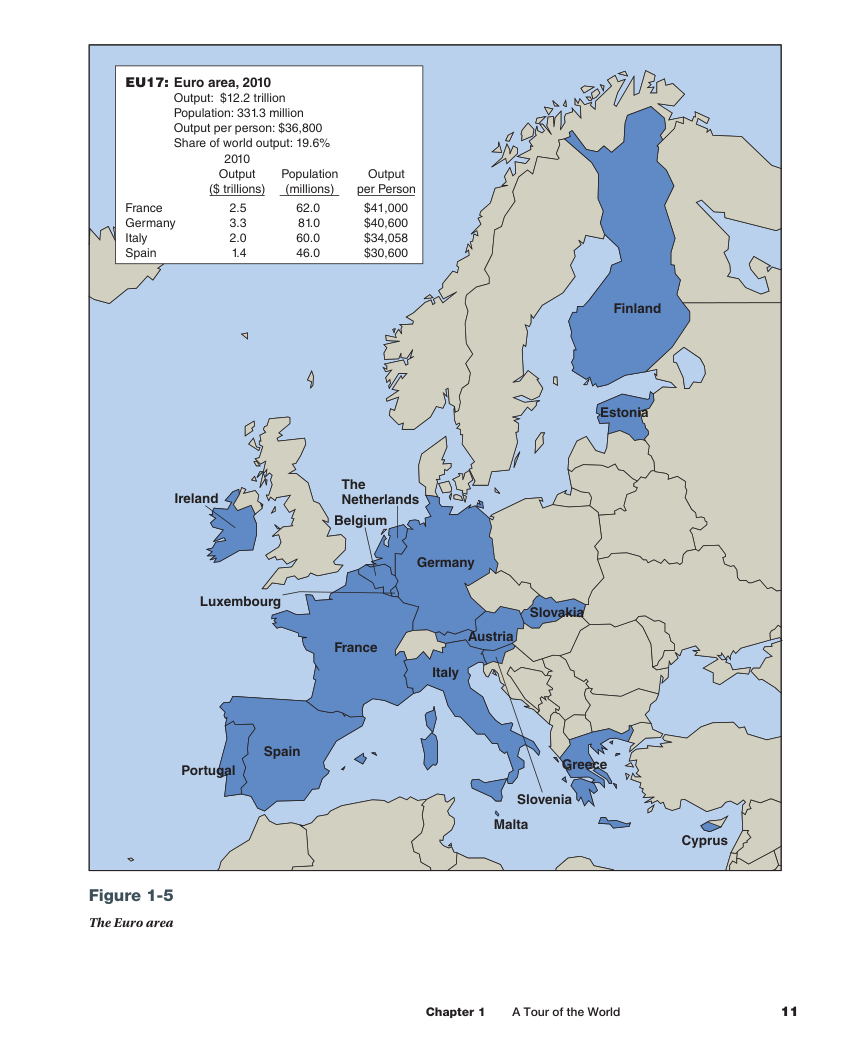 EU17: Euro area, 2010
Output: $12.2 trillion
Population: 331.3 million
Output per person: $36,800
Share of world output: 19.6%
2010
Output Population Output
($ trillions) (millions) per Person
France 2.5 62.0 $41,000
Germany 3.3 81.0 $40,600
Italy 2.0 60.0 $34,058
Spain 1.4 46.0 $30,600
Finland
Estonia
The
Netherlands
Ireland
Belgium
Germany
Luxembourg
Slovakia
Austria
France
Italy
Spain
Greece
Portugal
Slovenia
Malta
Cyprus
Figure 1-5
The Euro area
Chapter 1 A Tour of the World 11